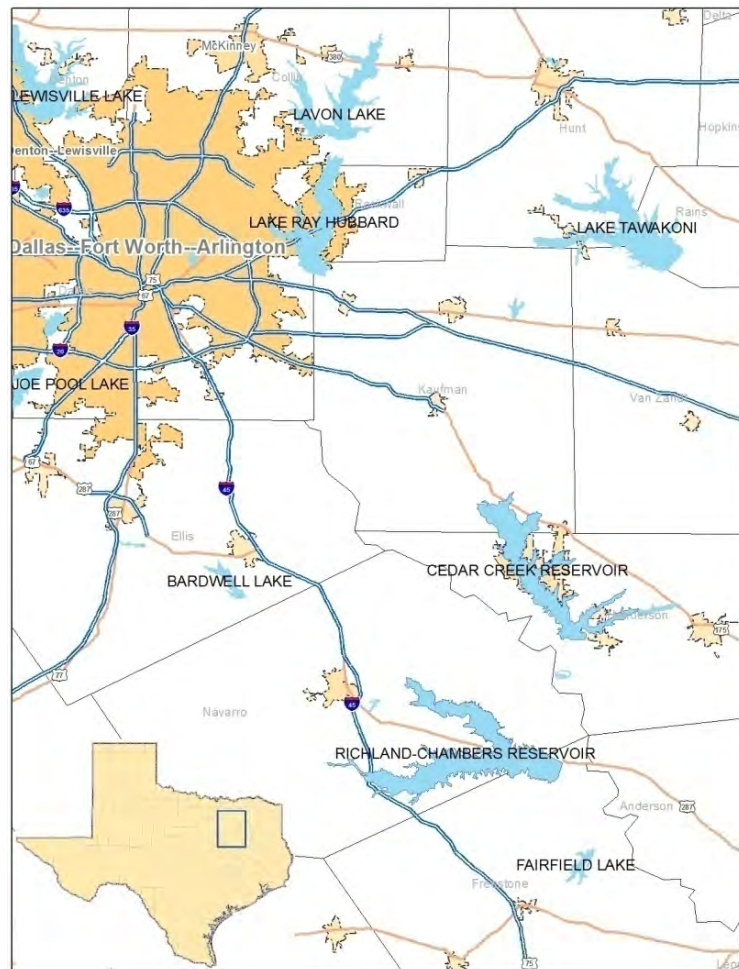 Delta
McKinney
380
Collin
LEWISVILLE LAKE
LAVON LAKE
Hunt
Hopkins
Denton--Lewisville
635
LAKE RAY HUBBARD
Rains
LAKE TAWAKONI
Dallas--Fort Worth--Arlington
75
67
Dallas
35
20
JOE POOL LAKE
Kaufman
Van Zandt
67
287
45
287
Ellis
BARDWELL LAKE
CEDAR CREEK RESERVOIR
Henderson
175
77
Navarro
45
RICHLAND-CHAMBERS RESERVOIR
Anderson
287
FAIRFIELD LAKE
Freestone
75